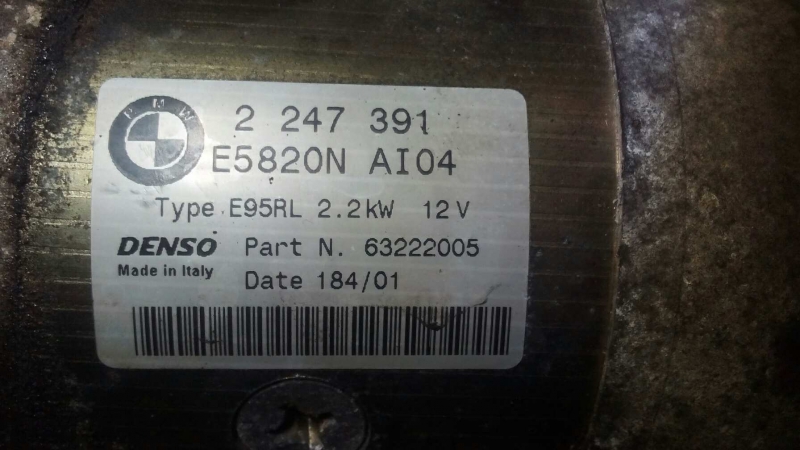 BMW
2 247 391
E5820N AI04
Type E95RL 2.2kW 12V
DENSO Part N. 63222005
Made in Italy
Date 184/01